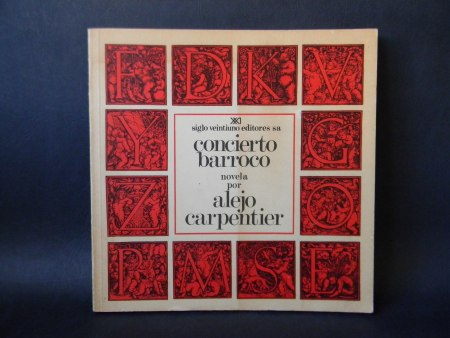 F D K V
Y G
siglo veintiuno editores sa
concierto
barroco
novela
por
alejo
carpentier
Z O
R M S E